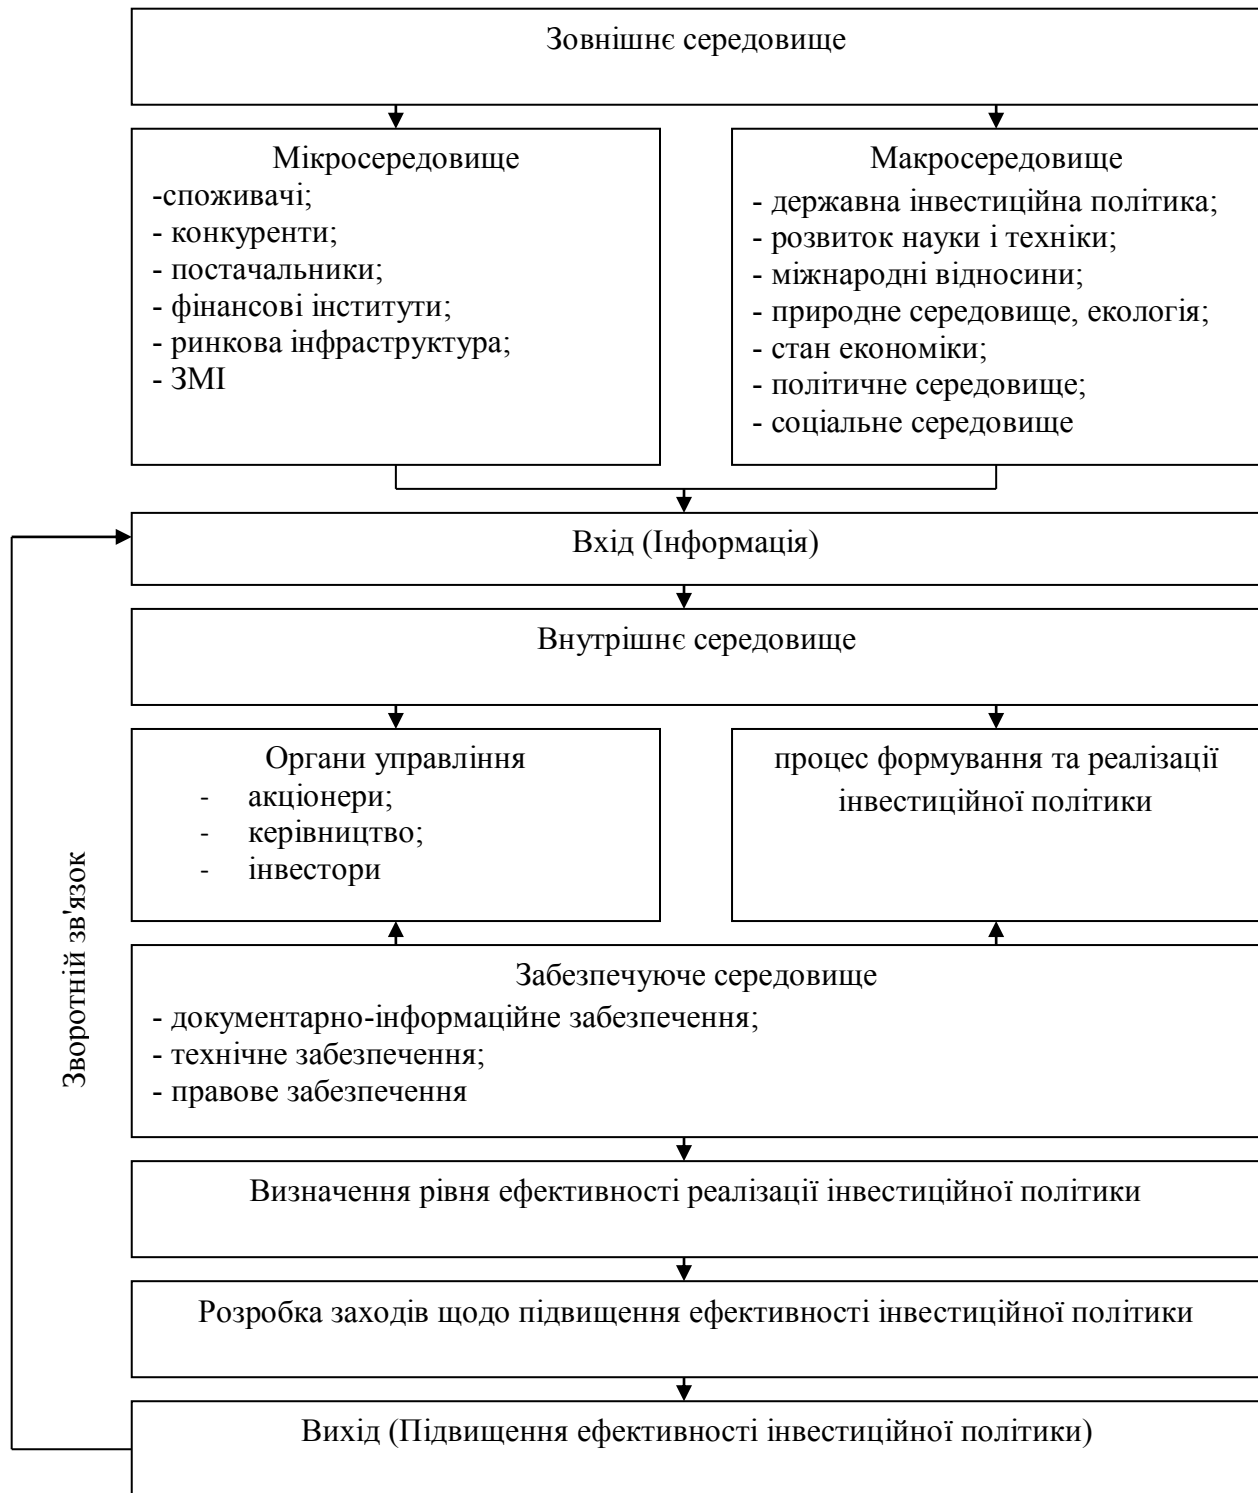 Зовнішнє середовище
Мікросередовище
-споживачі;
- конкуренти;
- постачальники;
- фінансові інститути;
- ринкова інфраструктура;
- ЗМІ
Макросередовище
- державна інвестиційна політика;
- розвиток науки і техніки;
- міжнародні відносини;
- природне середовище, екологія;
- стан економіки;
- політичне середовище;
- соціальне середовище
Вхід (Інформація)
Внутрішнє середовище
Органи управління
- акціонери;
- керівництво;
- інвестори
процес формування та реалізації
інвестиційної політики
Забезпечуюче середовище
- документарно-інформаційне забезпечення;
- технічне забезпечення;
- правове забезпечення
Визначення рівня ефективності реалізації інвестиційної політики
Розробка заходів щодо підвищення ефективності інвестиційної політики
Вихід (Підвищення ефективності інвестиційної політики)
Зворотній зв'язок